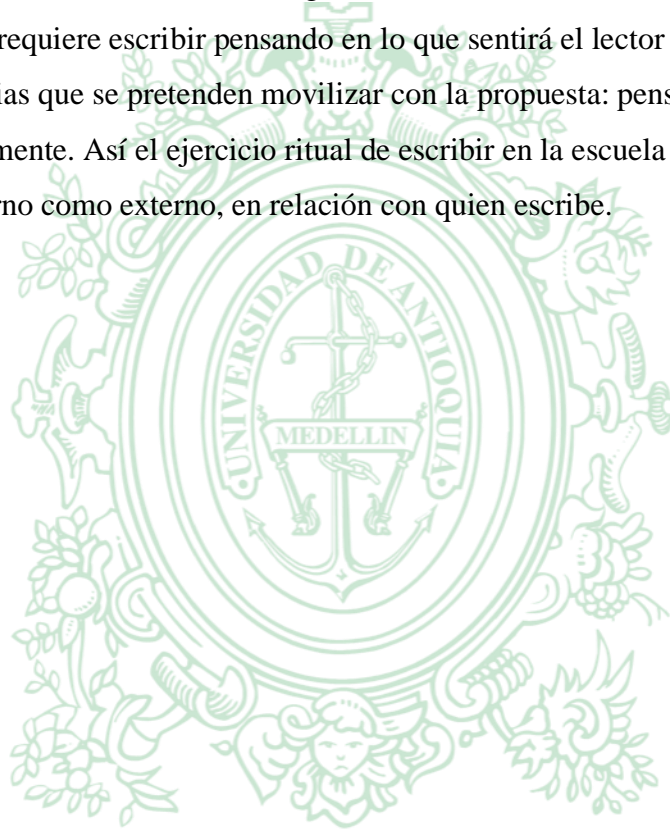 requiere escribir pensando en lo que sentirá el lector
ias que se pretenden movilizar con la propuesta: pens
mente. Así el ejercicio ritual de escribir en la escuela
rno como externo, en relación con quien escribe.
UNIVERSIDAD DE ANTIOQUIA
MEDELLIN